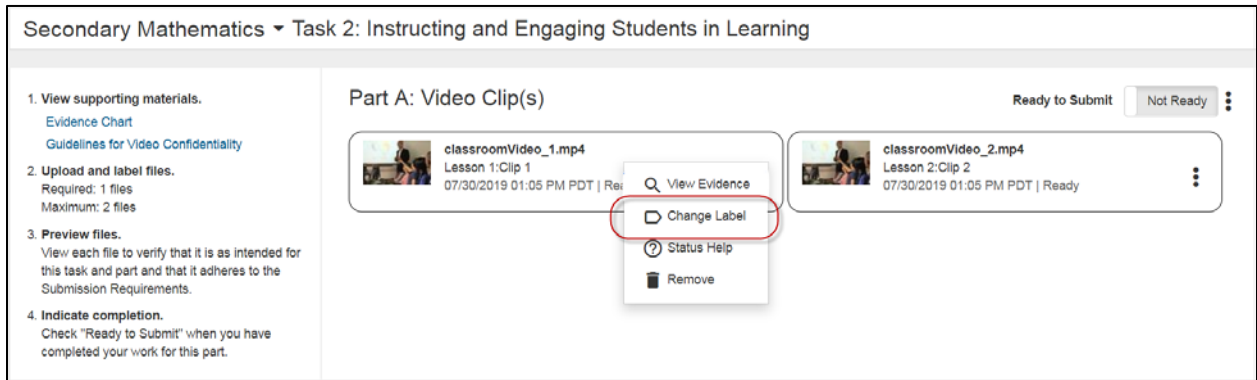 Secondary Mathematics Task 2: Instructing and Engaging Students in Learning
1. View supporting materials.
Evidence Chart
Guidelines for Video Confidentiality
2. Upload and label files.
Required: 1 files
Maximum: 2 files
3. Preview files.
View each file to verify that it is as intended for
this task and part and that it adheres to the
Submission Requirements.
4. Indicate completion.
Check "Ready to Submit" when you have
completed your work for this part.
Part A: Video Clip(s)
Ready to Submit Not Ready
classroomVideo_1.mp4
Lesson 1:Clip 1
07/30/2019 01:05 PM PDT |
View Evidence
Change Label
Status Help
Remove
classroomVideo_2.mp4
Lesson 2:Clip 2
07/30/2019 01:05 PM PDT | Ready